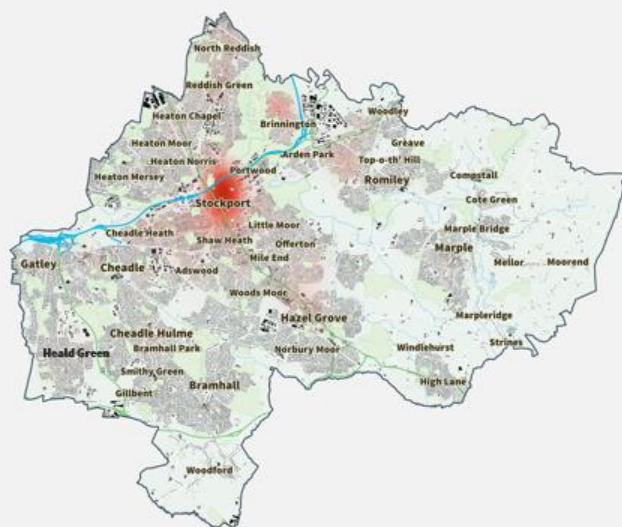 North Reddish
Reddish Green
Heaton Chapel
Brinnington
Woodley
Heaton Moor
Greave
Heaton Norris
Arden Park
Top-o-th' Hill
Portwood
Compstall
Heaton Mersey
Romiley
Stockport
Cote Green
Little Moor
Marple Bridge
Cheadle Heath
Shaw Heath
Offerton
Marple
Gatley
Cheadle
Adswood
Mile End
Mellor
Moorend
Woods Moor
Hazel Grove
Marpleridge
Cheadle Hulme
Heald Green
Bramhall Park
Norbury Moor
Windlehurst
Strines
Smithy Green
Bramhall
High Lane
Gillbent
Woodford